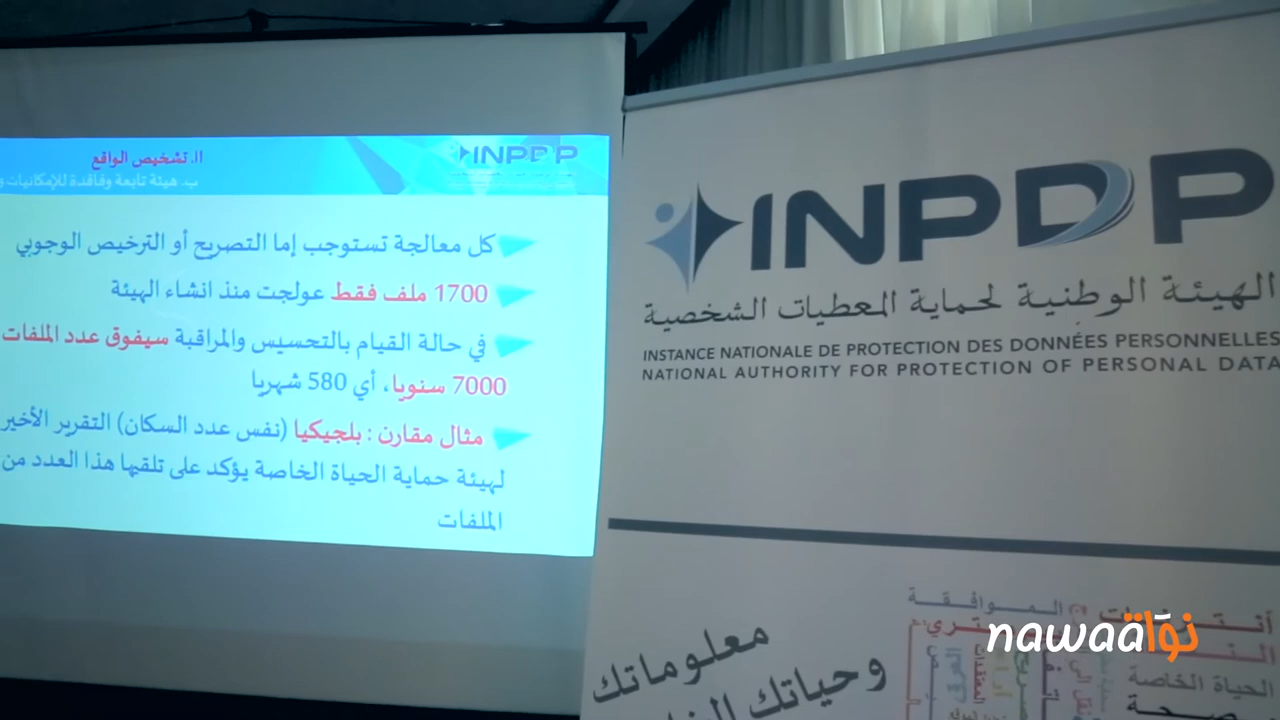 II. تشخيص الواقع
INPDP
ب. هيئة تابعة وفاقدة للإمكانيات و
كل معالجة تستوجب إما التصريح أو الترخيص الوجوبي
1700 ملف فقط عولجت منذ انشاء الهيئة
في حالة القيام بالتحسيس والمراقبة سيفوق عدد الملفات
7000 سنويا، أي 580 شهريا
مثال مقارن : بلجيكيا (نفس عدد السكان) التقرير الأخير
لهيئة حماية الحياة الخاصة يؤكد على تلقيها هذا العدد من
الملفات
INPDP
الهيئة الوطنية لحماية المعطيات الشخصية
INSTANCE NATIONALE DE PROTECTION DES DONNÉES PERSONNELLES
NATIONAL AUTHORITY FOR PROTECTION OF PERSONAL DATA
معلوماتك
وحياتك
الموافقة
الحياة الخاصة
صحة
المعتقدات
nawaa نواة